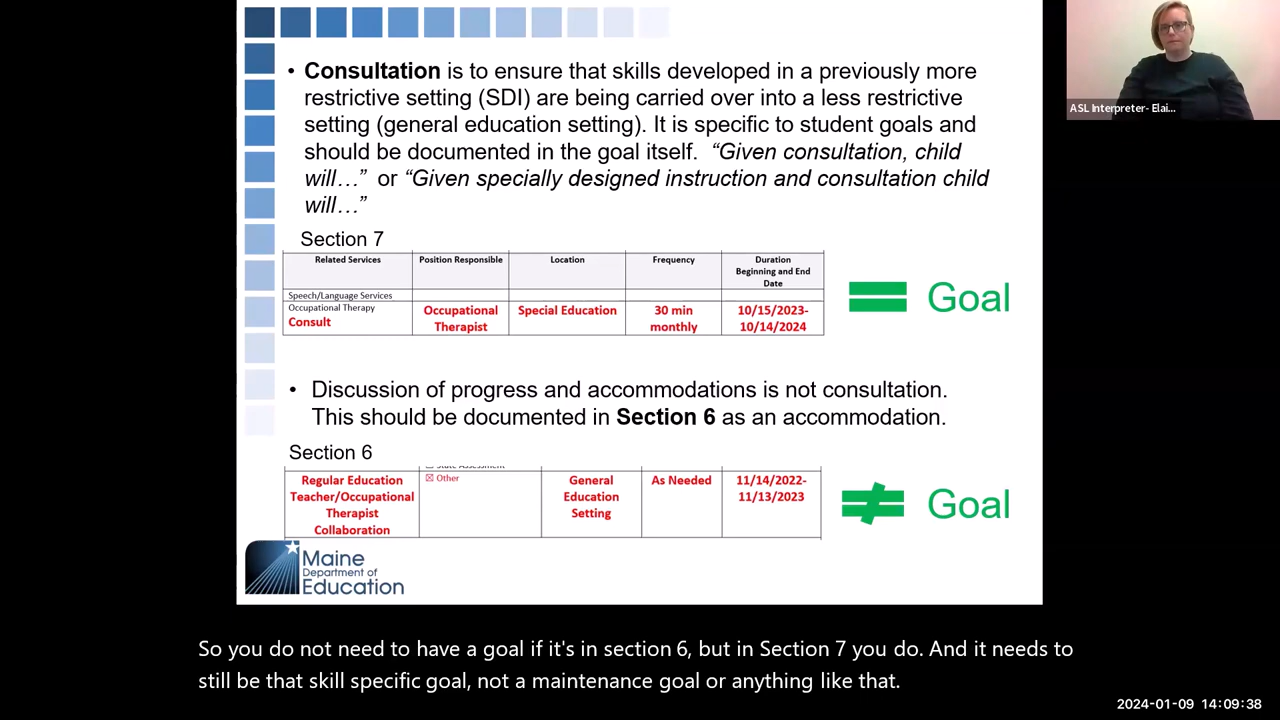 • Consultation is to ensure that skills developed in a previously more
restrictive setting (SDI) are being carried over into a less restrictive
setting (general education setting). It is specific to student goals and
should be documented in the goal itself. “Given consultation, child
will…” or “Given specially designed instruction and consultation child
will…”
ASL Interpreter- Elai...
Section 7
Related Services Position Responsible Location Frequency Duration
Beginning and End
Date
Speech/Language Services
Occupational Therapy
Consult
Occupational
Therapist
Special Education
30 min
monthly
10/15/2023-
10/14/2024
= Goal
• Discussion of progress and accommodations is not consultation.
This should be documented in Section 6 as an accommodation.
Section 6
State Assessment
Regular Education
Teacher/Occupational
Therapist
Collaboration
☒ Other
General
Education
Setting
As Needed
11/14/2022-
11/13/2023
≠ Goal
Maine
Department of
Education
So you do not need to have a goal if it's in section 6, but in Section 7 you do. And it needs to
still be that skill specific goal, not a maintenance goal or anything like that.
2024-01-09 14:09:38